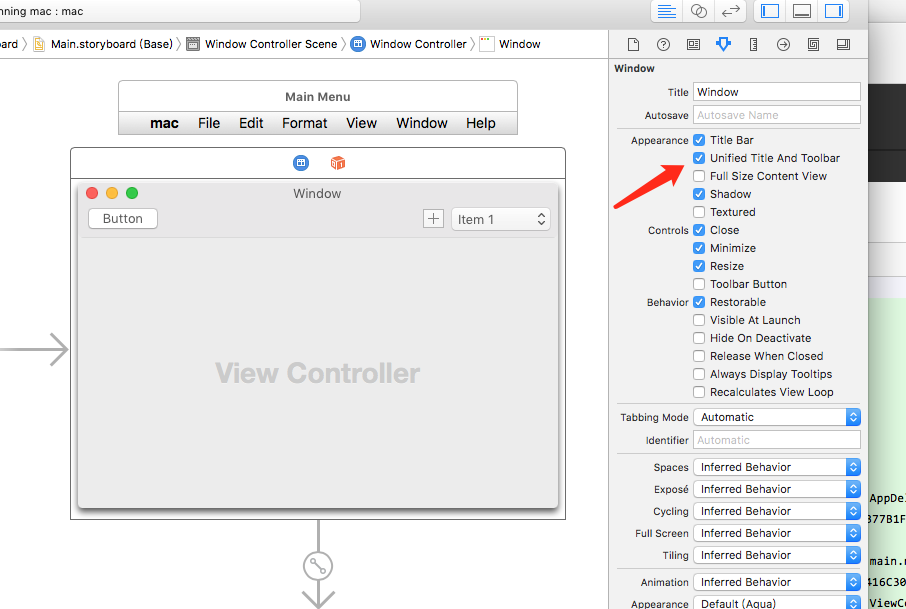 nning mac : mac
ard
Main.storyboard (Base)
Window Controller Scene
Window Controller
Window
Window
Title Window
Autosave Autosave Name
Main Menu
mac File Edit Format View Window Help
Window
Button
Item 1
View Controller
Appearance Title Bar
Unified Title And Toolbar
Full Size Content View
Shadow
Textured
Controls Close
Minimize
Resize
Toolbar Button
Behavior Restorable
Visible At Launch
Hide On Deactivate
Release When Closed
Always Display Tooltips
Recalculates View Loop
Tabbing Mode Automatic
Identifier Automatic
Spaces Inferred Behavior
Exposé Inferred Behavior
Cycling Inferred Behavior
Full Screen Inferred Behavior
Tiling Inferred Behavior
Animation Inferred Behavior
Appearance Default (Aqua)
AppDel
B77B1F
main.m
416C30
ViewCo